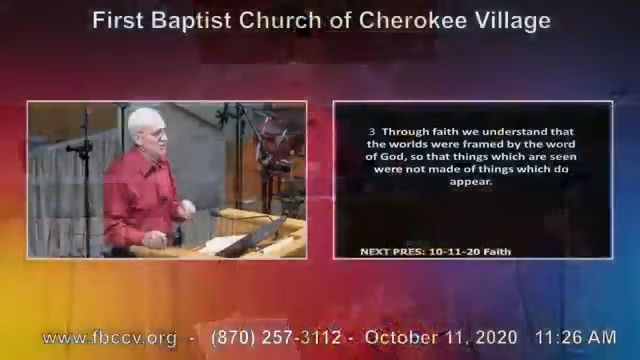 First Baptist Church of Cherokee Village
3 Through faith we understand that
the worlds were framed by the word
of God, so that things which are seen
were not made of things which do
appear.
NEXT PRES: 10-11-20 Faith
www.fbccv.org - (870) 257-3112 - October 11, 2020 11:26 AM